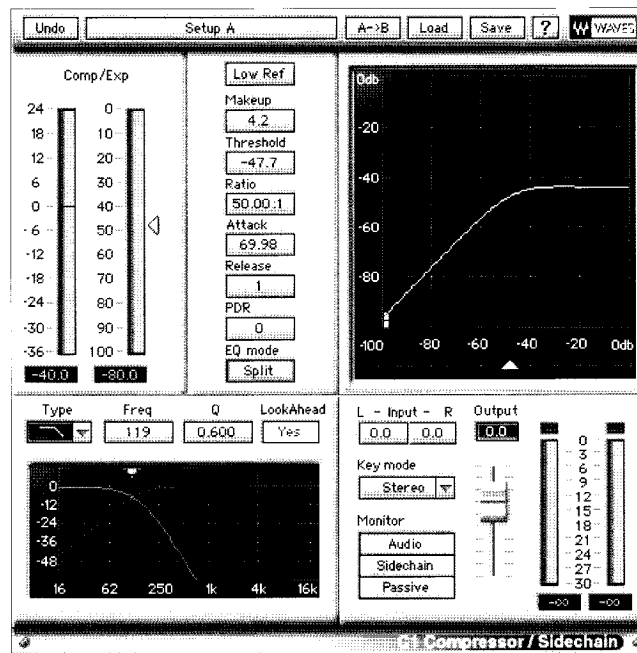 Undo Setup A A->B Load Save ? W WAVES
Comp/Exp
24 0
18 10
12 20
6 30
0 40
-6 50
-12 60
-18 70
-24 80
-30 90
-36 100
-40.0 -80.0
Low Ref
Makeup
4.2
Threshold
-47.7
Ratio
50.00:1
Attack
69.98
Release
1
PDR
0
EQ mode
Split
0db
-20
-40
-60
-80
-100 -80 -60 -40 -20 0db
Type Freq Q LookAhead
119 0.600 Yes
0
-12
-24
-36
-48
16 62 250 1k 4k 16k
L - Input - R Output
0.0 0.0 0.0
Key mode
Stereo
Monitor
Audio
Sidechain
Passive
0
3
6
9
12
15
18
21
24
27
30
-oo -oo
C1 Compressor / Sidechain